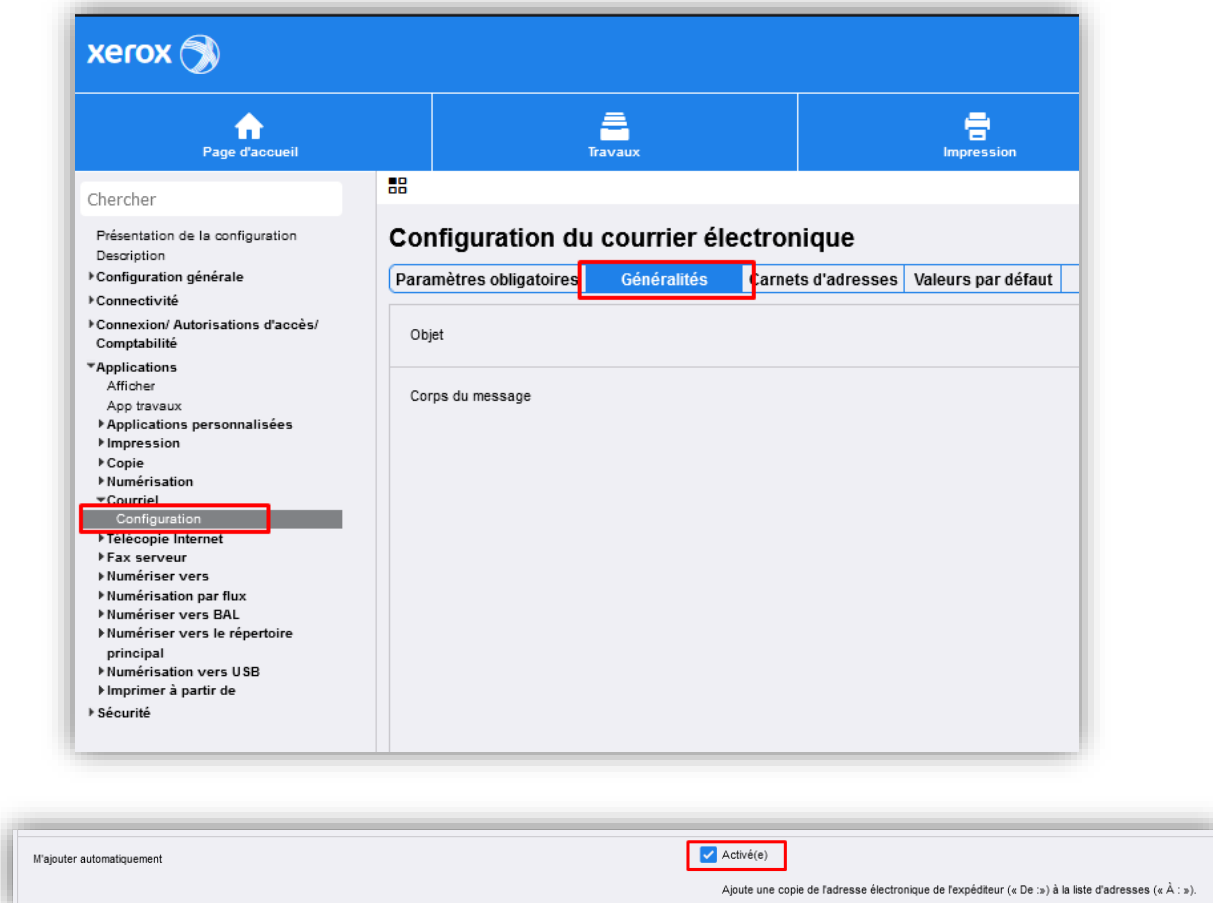 xerox
Page d'accueil
Travaux
Impression
Chercher
Présentation de la configuration
Description
Configuration générale
Connectivité
Connexion/ Autorisations d'accès/
Comptabilité
Applications
Afficher
App travaux
Applications personnalisées
Impression
Copie
Numérisation
Courriel
Configuration
Télécopie Internet
Fax serveur
Numériser vers
Numérisation par flux
Numériser vers BAL
Numériser vers le répertoire
principal
Numérisation vers USB
Imprimer à partir de
Sécurité
Configuration du courrier électronique
Paramètres obligatoires
Généralités
Carnets d'adresses
Valeurs par défaut
Objet
Corps du message
M'ajouter automatiquement
Activé(e)
Ajoute une copie de l'adresse électronique de l'expéditeur (« De :») à la liste d'adresses (« À : »).